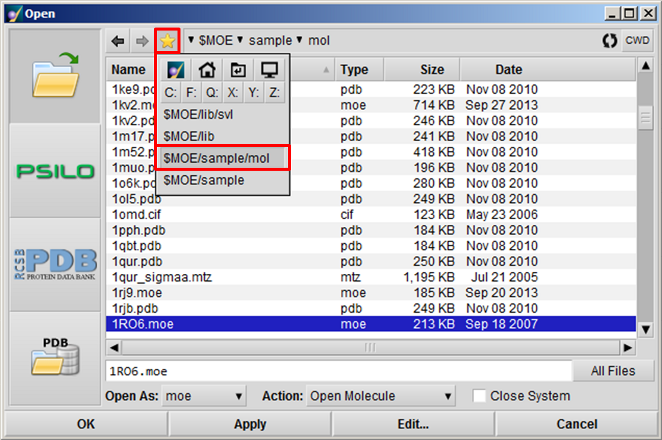 Open
$MOE sample mol
CWD
Name Type Size Date
C: F: Q: X: Y: Z:
$MOE/lib/svl
$MOE/lib
$MOE/sample/mol
$MOE/sample
1ke9.pd pdb 223 KB Nov 08 2010
1kv2.mo moe 714 KB Sep 27 2013
1kv2.pd pdb 246 KB Nov 08 2010
1m17.p pdb 241 KB Nov 08 2010
1m52.p pdb 418 KB Nov 08 2010
1muo.p pdb 196 KB Nov 08 2010
1o6k.pd pdb 280 KB Nov 08 2010
1ol5.pdb pdb 249 KB Nov 08 2010
1omd.cif cif 123 KB May 23 2006
1pph.pdb pdb 184 KB Nov 08 2010
1qbt.pdb pdb 184 KB Nov 08 2010
1qur.pdb pdb 250 KB Nov 08 2010
1qur_sigmaa.mtz mtz 1,195 KB Jul 21 2005
1rj9.moe moe 185 KB Sep 20 2013
1rjb.pdb pdb 249 KB Nov 08 2010
1RO6.moe moe 213 KB Sep 18 2007
PSILO
RCSB PDB
PROTEIN DATA BANK
PDB
1RO6.moe All Files
Open As: moe Action: Open Molecule Close System
OK Apply Edit... Cancel